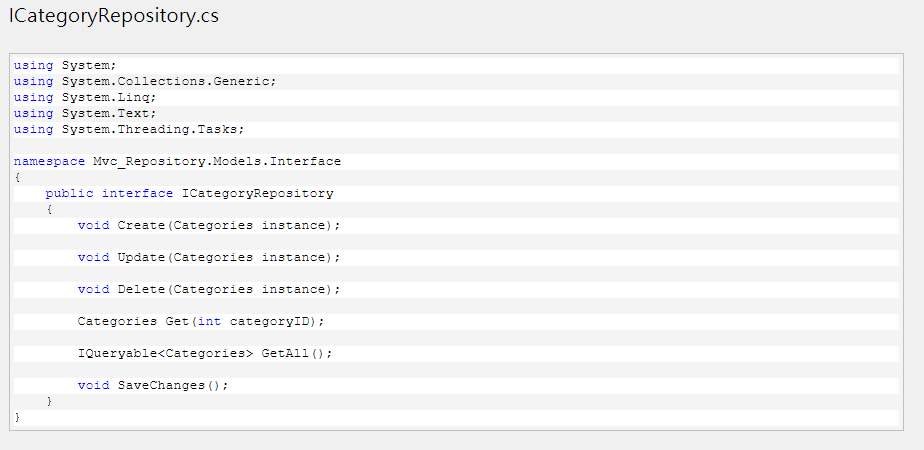 ICategoryRepository.cs
using System;
using System.Collections.Generic;
using System.Linq;
using System.Text;
using System.Threading.Tasks;
namespace Mvc_Repository.Models.Interface
{
    public interface ICategoryRepository
    {
        void Create(Categories instance);
        void Update(Categories instance);
        void Delete(Categories instance);
        Categories Get(int categoryID);
        IQueryable<Categories> GetAll();
        void SaveChanges();
    }
}